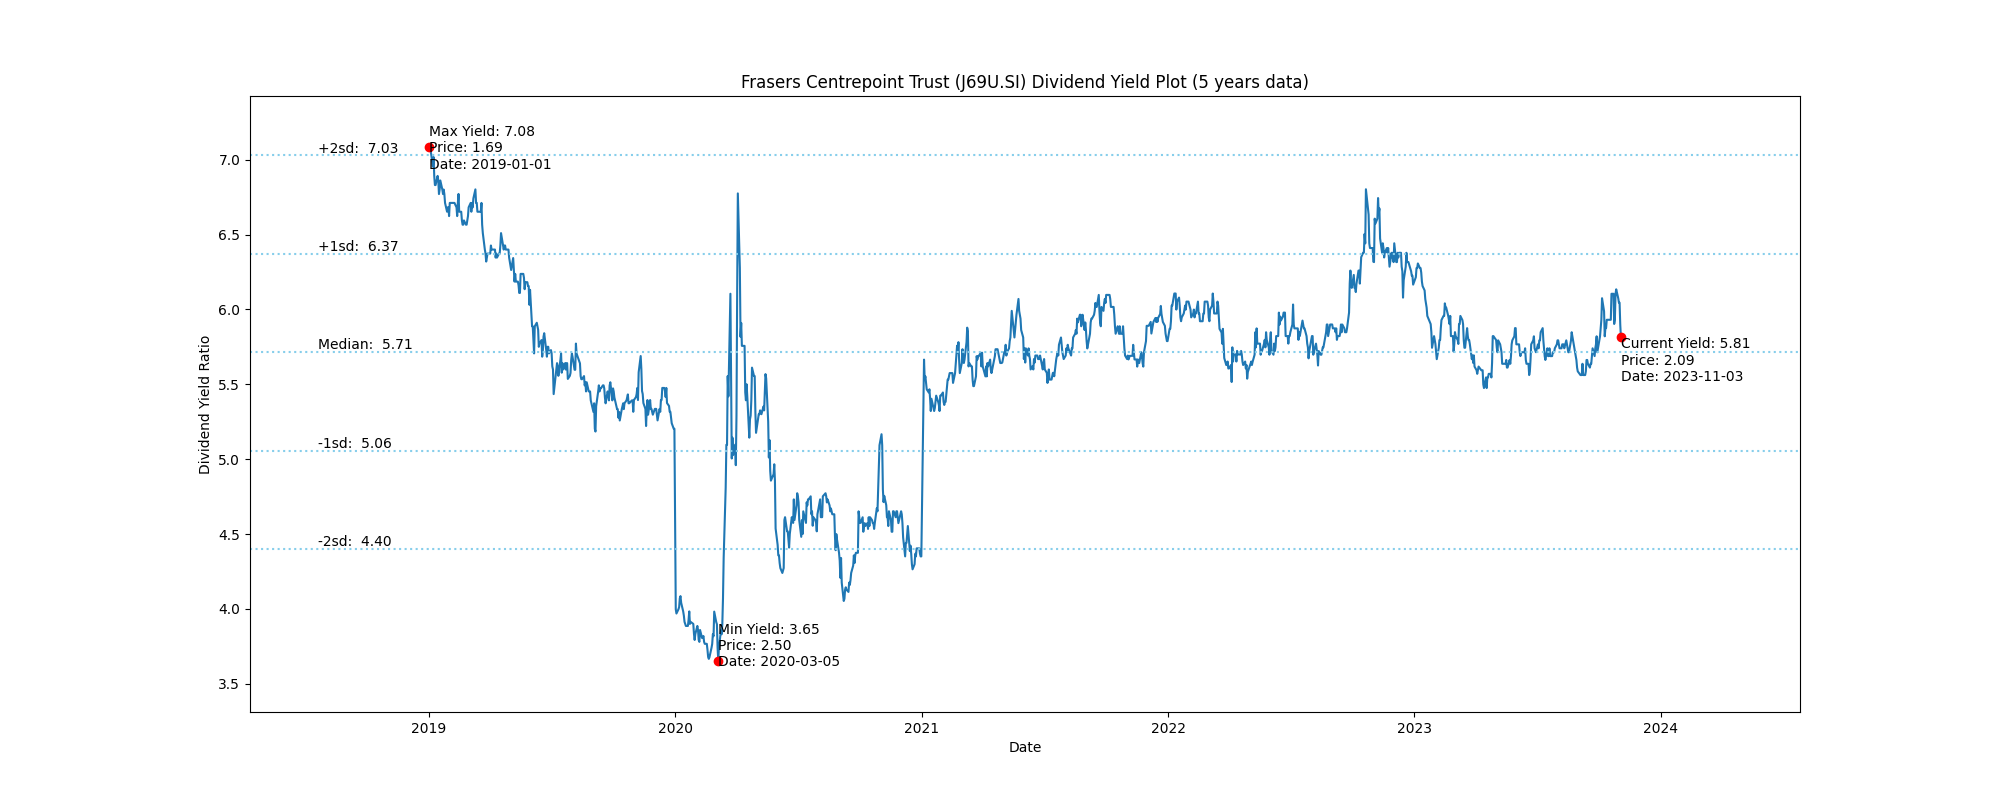 Frasers Centrepoint Trust (J69U.SI) Dividend Yield Plot (5 years data)
Max Yield: 7.08
Price: 1.69
Date: 2019-01-01
+2sd:  7.03
+1sd:  6.37
Median:  5.71
-1sd:  5.06
-2sd:  4.40
Current Yield: 5.81
Price: 2.09
Date: 2023-11-03
Min Yield: 3.65
Price: 2.50
Date: 2020-03-05
Dividend Yield Ratio
7.0
6.5
6.0
5.5
5.0
4.5
4.0
3.5
2019 2020 2021 2022 2023 2024
Date